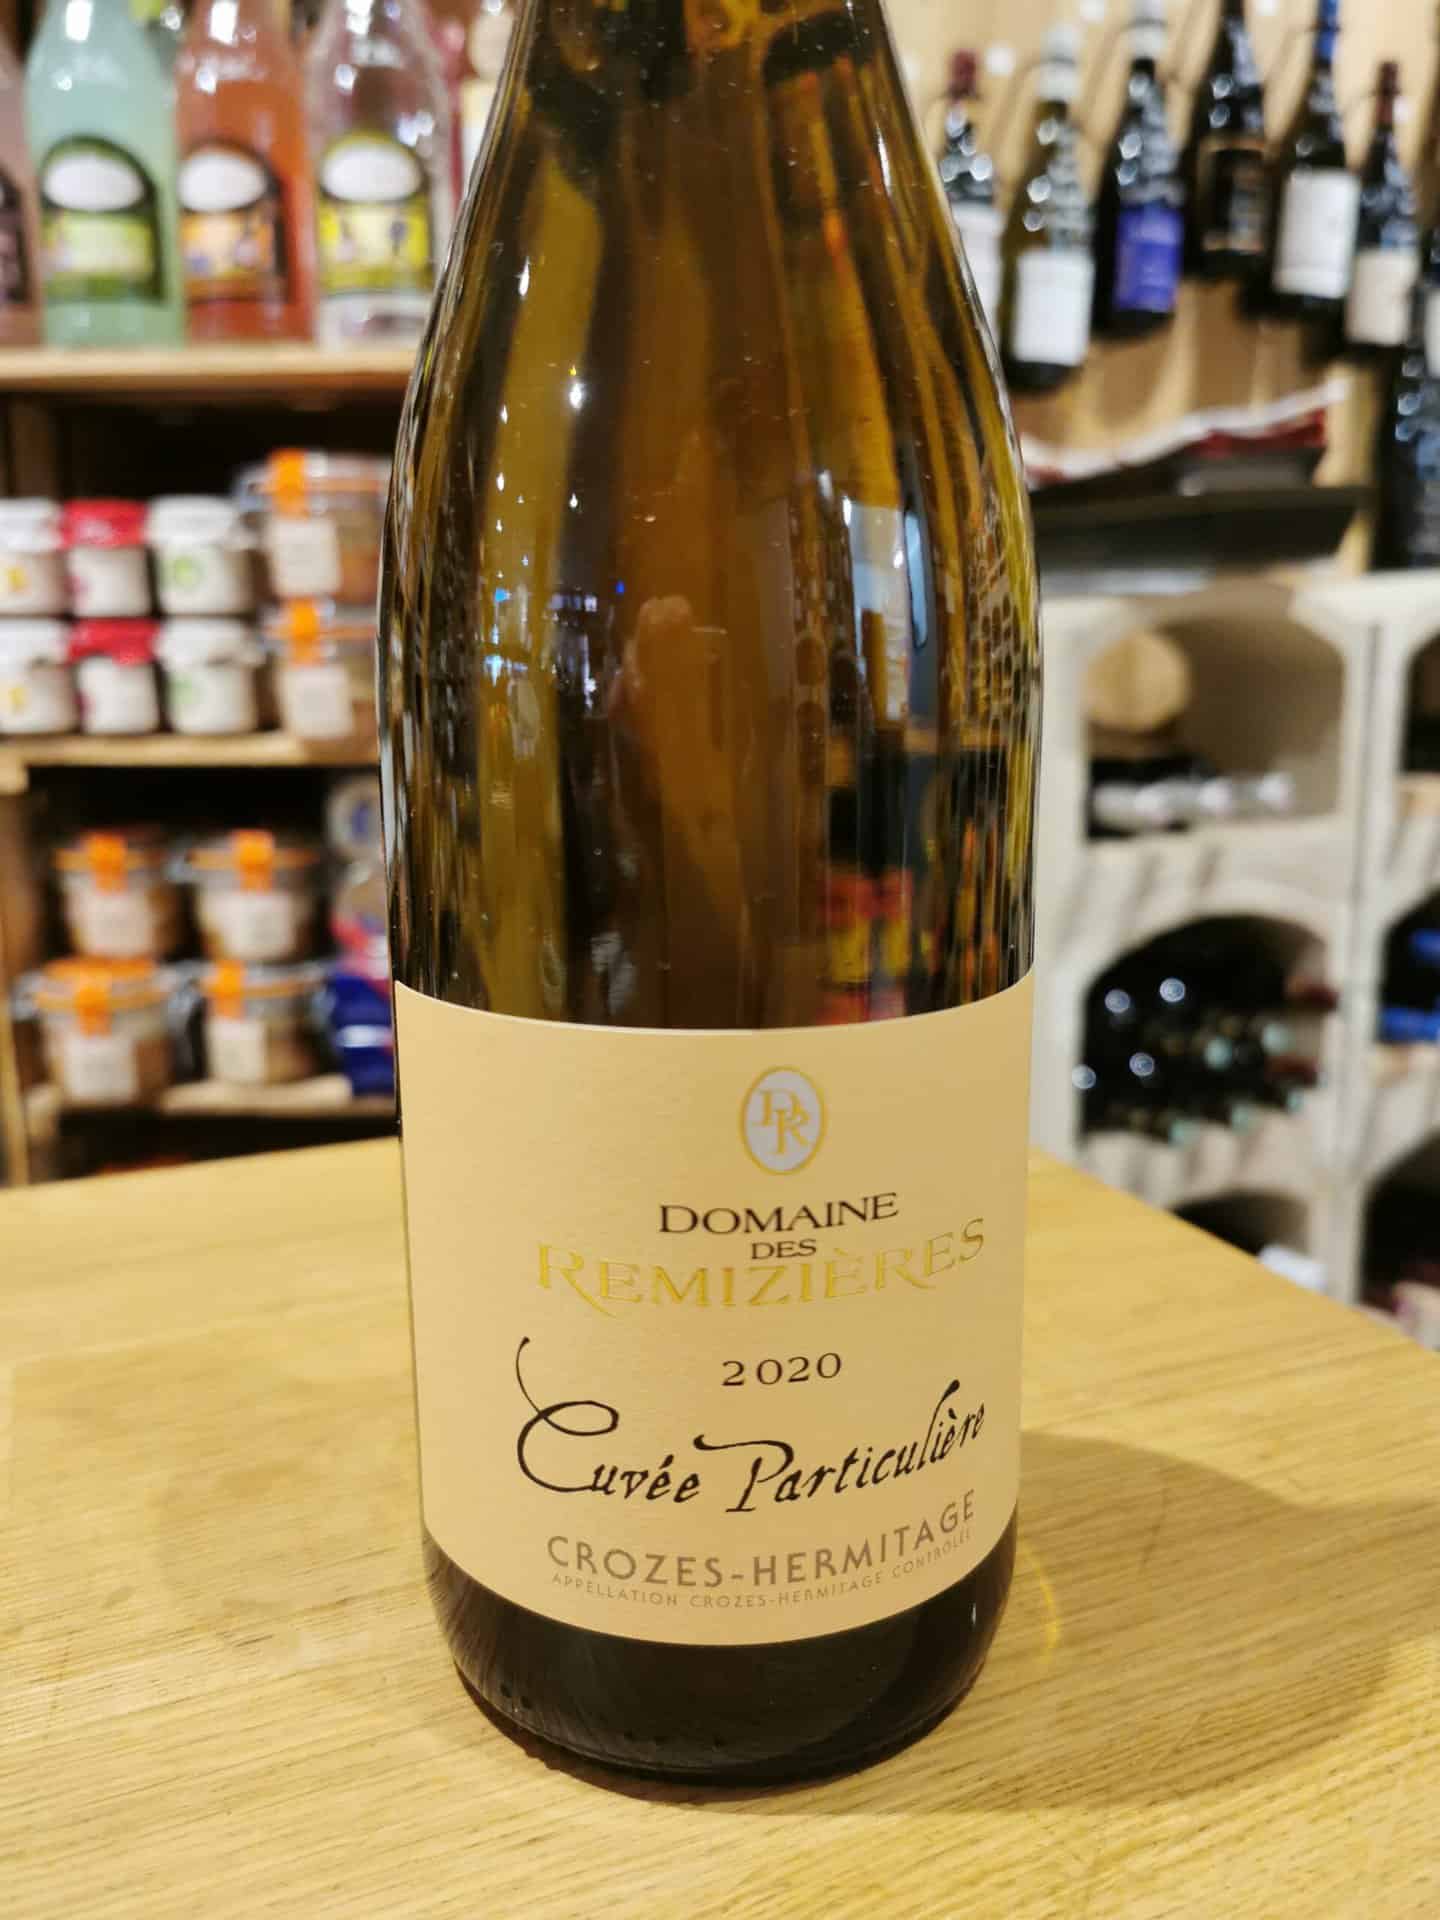 DR
DOMAINE
DES
REMIZIÈRES
2020
Cuvée Particulière
CROZES-HERMITAGE
APPELLATION CROZES-HERMITAGE CONTRÔLÉE